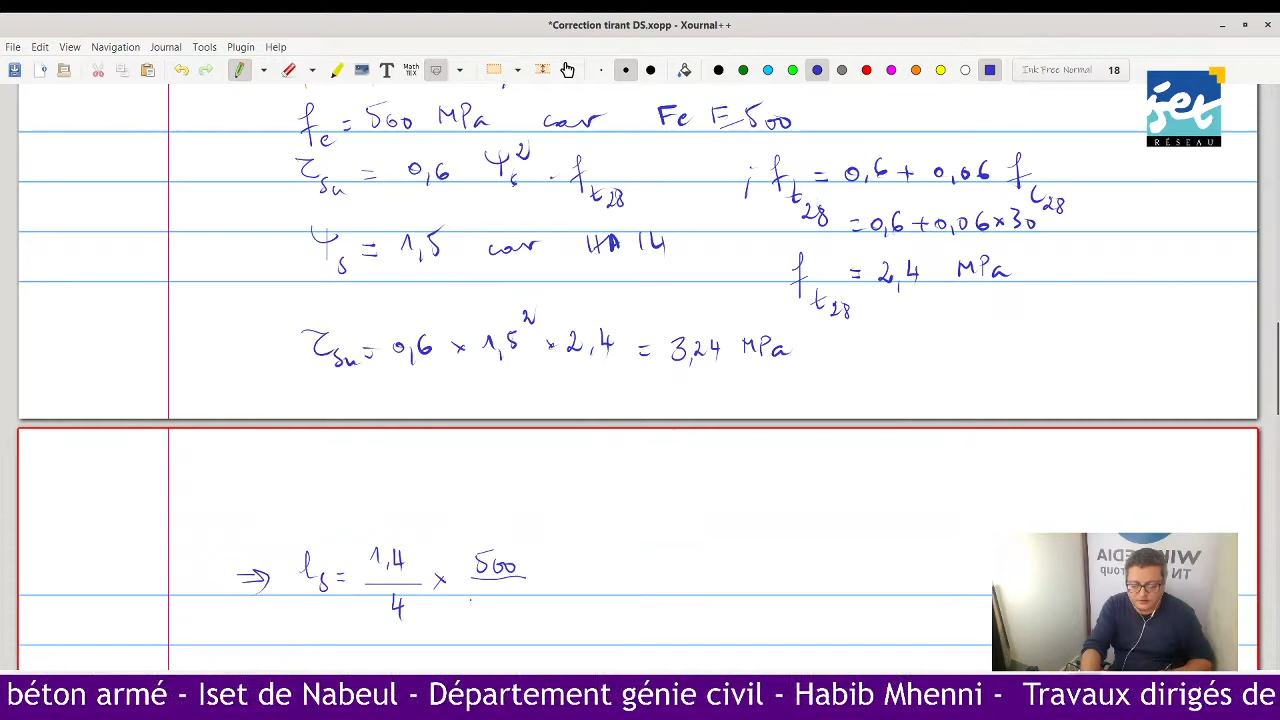 *Correction tirant DS.xopp - Xournal++
File Edit View Navigation Journal Tools Plugin Help
Ink Free Normal 18
iset
RÉSEAU
fe = 500 MPa car Fe E500
τsu = 0,6 ψs² · ft28 ; ft28 = 0,6 + 0,06 fc28
= 0,6 + 0,06 × 30
ψs = 1,5 car HA 14
ft28 = 2,4 MPa
τsu = 0,6 × 1,5² × 2,4 = 3,24 MPa
⇒ ls = 1,4/4 × 500
béton armé - Iset de Nabeul - Département génie civil - Habib Mhenni - Travaux dirigés de